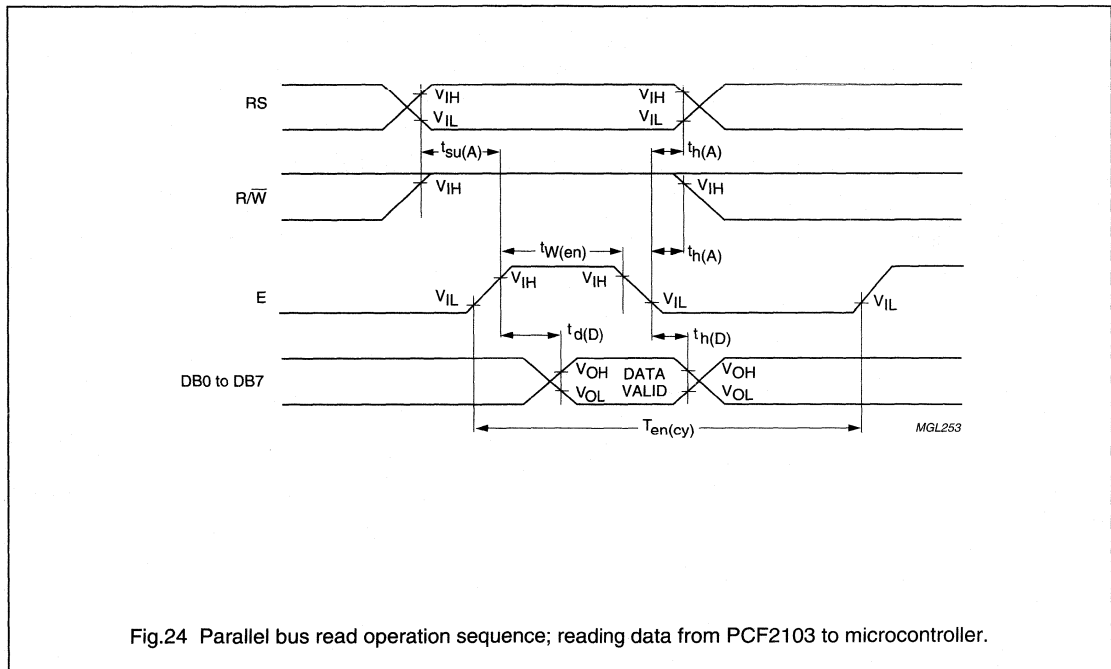 RS
VIH
VIL
VIH
VIL
tsu(A)
th(A)
R/W̅
VIH
VIH
tW(en)
th(A)
E
VIL
VIH
VIH
VIL
VIL
td(D)
th(D)
DB0 to DB7
VOH
VOL
DATA
VALID
VOH
VOL
Ten(cy)
MGL253
Fig.24 Parallel bus read operation sequence; reading data from PCF2103 to microcontroller.